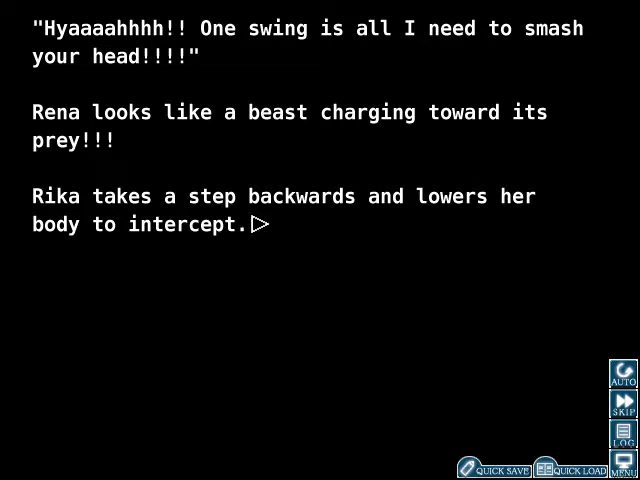 "Hyaaaahhhh!! One swing is all I need to smash
your head!!!!"
Rena looks like a beast charging toward its
prey!!!
Rika takes a step backwards and lowers her
body to intercept.
AUTO
SKIP
LOG
MENU
QUICK SAVE
QUICK LOAD